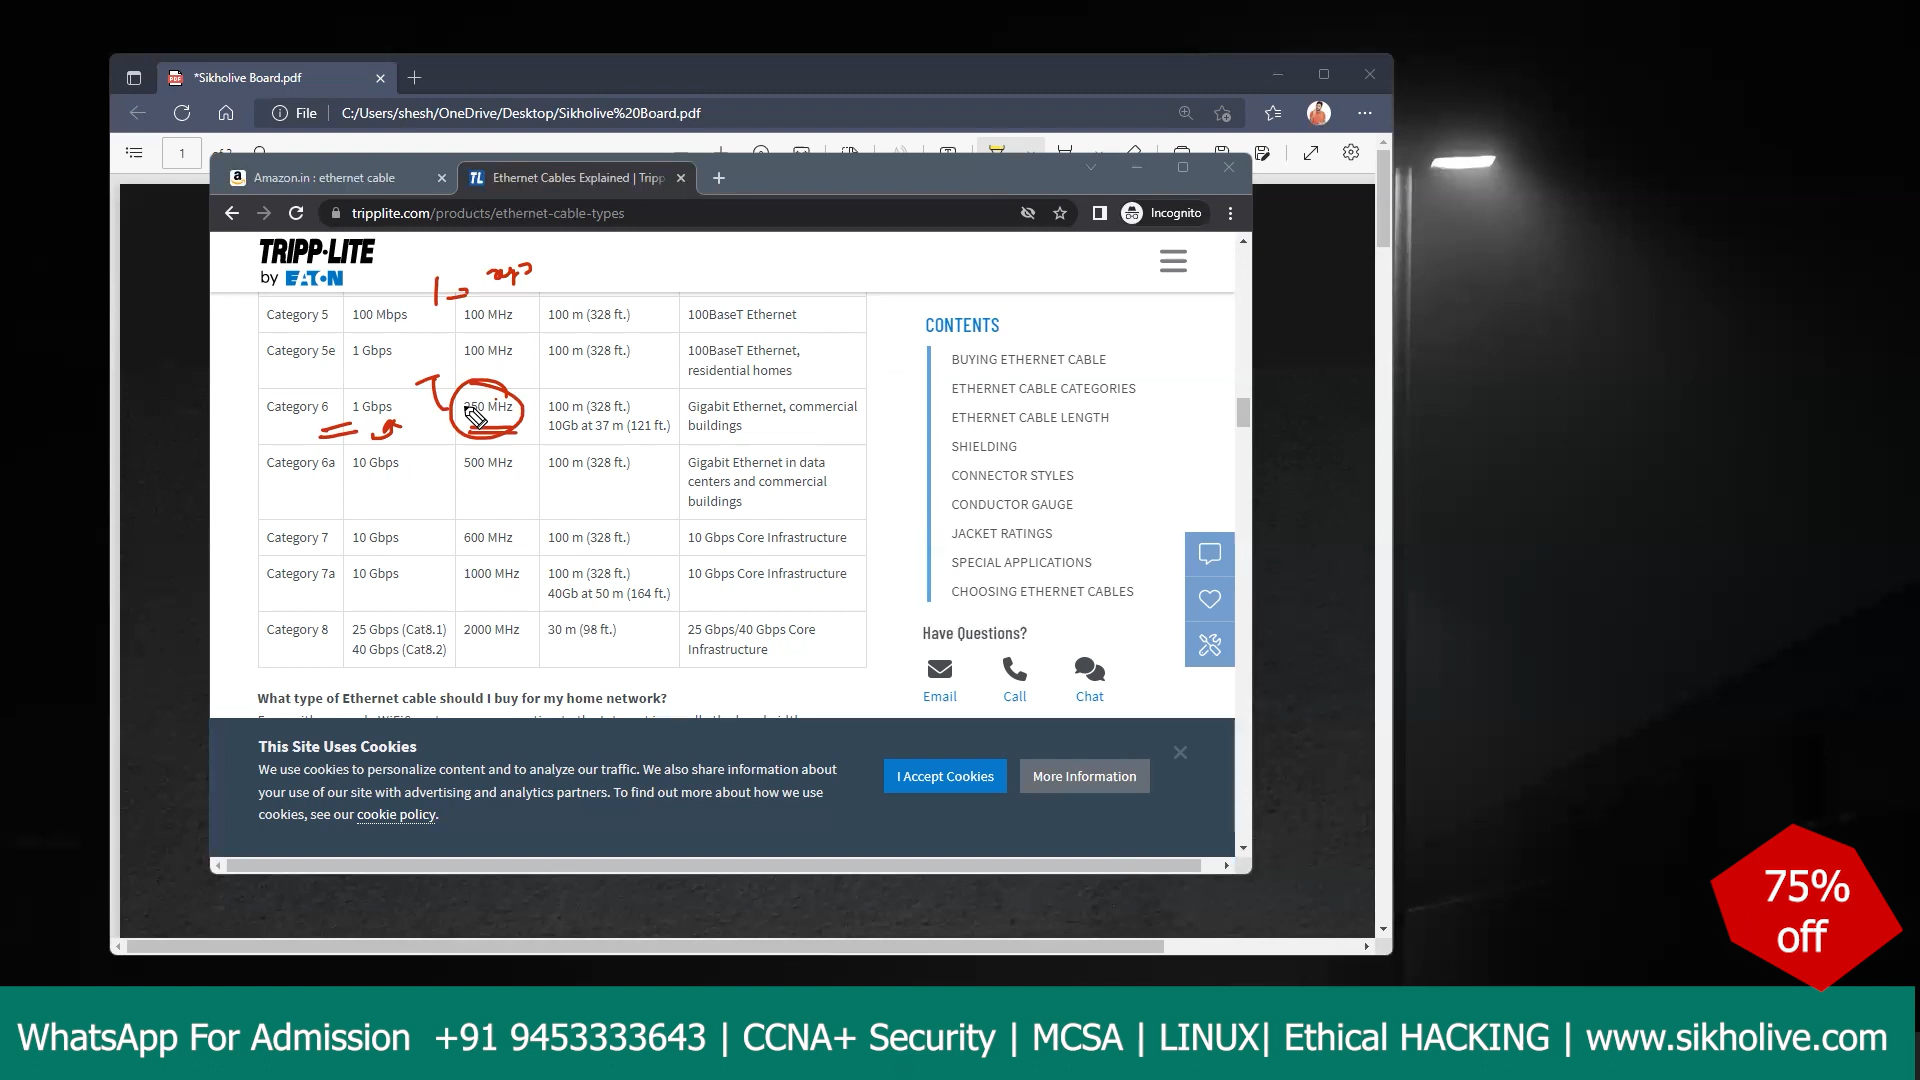 *Sikholive Board.pdf
File
C:/Users/shesh/OneDrive/Desktop/Sikholive%20Board.pdf
1
Amazon.in : ethernet cable
TL Ethernet Cables Explained | Tripp
tripplite.com/products/ethernet-cable-types
Incognito
TRIPP·LITE
by EATON
Category 5 100 Mbps 100 MHz 100 m (328 ft.) 100BaseT Ethernet
Category 5e 1 Gbps 100 MHz 100 m (328 ft.) 100BaseT Ethernet,
residential homes
Category 6 1 Gbps 250 MHz 100 m (328 ft.) Gigabit Ethernet, commercial
10Gb at 37 m (121 ft.) buildings
Category 6a 10 Gbps 500 MHz 100 m (328 ft.) Gigabit Ethernet in data
centers and commercial
buildings
Category 7 10 Gbps 600 MHz 100 m (328 ft.) 10 Gbps Core Infrastructure
Category 7a 10 Gbps 1000 MHz 100 m (328 ft.) 10 Gbps Core Infrastructure
40Gb at 50 m (164 ft.)
Category 8 25 Gbps (Cat8.1) 2000 MHz 30 m (98 ft.) 25 Gbps/40 Gbps Core
40 Gbps (Cat8.2) Infrastructure
What type of Ethernet cable should I buy for my home network?
CONTENTS
BUYING ETHERNET CABLE
ETHERNET CABLE CATEGORIES
ETHERNET CABLE LENGTH
SHIELDING
CONNECTOR STYLES
CONDUCTOR GAUGE
JACKET RATINGS
SPECIAL APPLICATIONS
CHOOSING ETHERNET CABLES
Have Questions?
Email Call Chat
This Site Uses Cookies
We use cookies to personalize content and to analyze our traffic. We also share information about
your use of our site with advertising and analytics partners. To find out more about how we use
cookies, see our cookie policy.
I Accept Cookies
More Information
75%
off
WhatsApp For Admission +91 9453333643 | CCNA+ Security | MCSA | LINUX| Ethical HACKING | www.sikholive.com